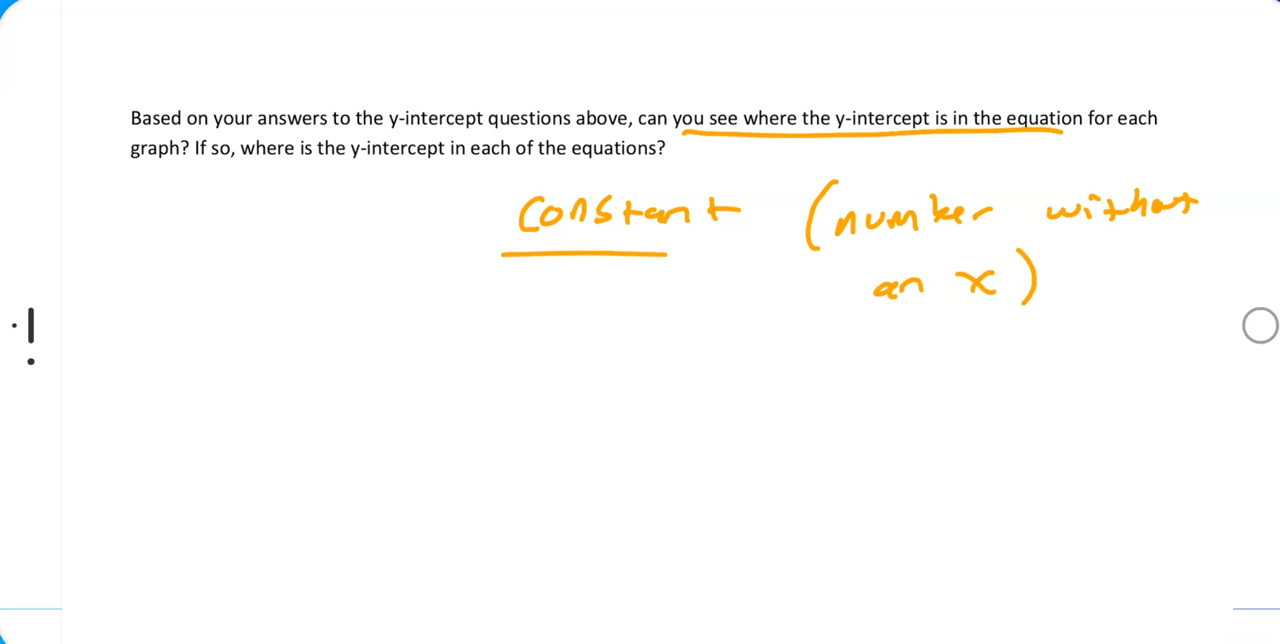 Based on your answers to the y-intercept questions above, can you see where the y-intercept is in the equation for each
graph? If so, where is the y-intercept in each of the equations?
constant (number without
an x)